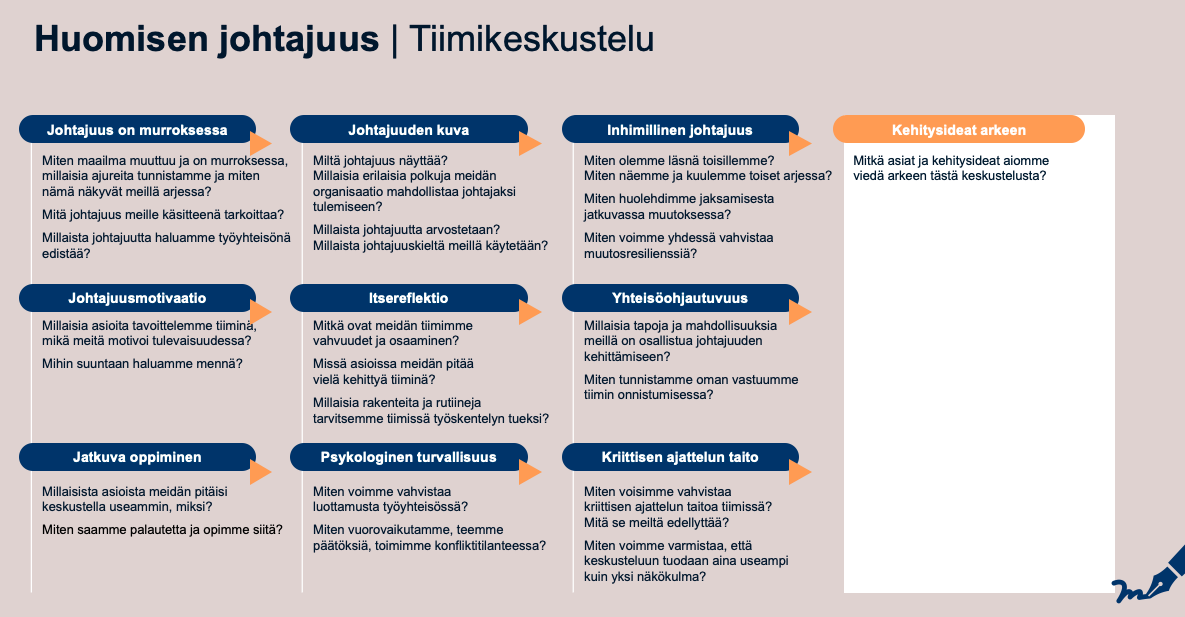 Huomisen johtajuus | Tiimikeskustelu
Johtajuus on murroksessa
Miten maailma muuttuu ja on murroksessa,
millaisia ajureita tunnistamme ja miten
nämä näkyvät meillä arjessa?
Mitä johtajuus meille käsitteenä tarkoittaa?
Millaista johtajuutta haluamme työyhteisönä
edistää?
Johtajuuden kuva
Miltä johtajuus näyttää?
Millaisia erilaisia polkuja meidän
organisaatio mahdollistaa johtajaksi
tulemiseen?
Millaista johtajuutta arvostetaan?
Millaista johtajuuskieltä meillä käytetään?
Inhimillinen johtajuus
Miten olemme läsnä toisillemme?
Miten näemme ja kuulemme toiset arjessa?
Miten huolehdimme jaksamisesta
jatkuvassa muutoksessa?
Miten voimme yhdessä vahvistaa
muutosresilienssiä?
Kehitysideat arkeen
Mitkä asiat ja kehitysideat aiomme
viedä arkeen tästä keskustelusta?
Johtajuusmotivaatio
Millaisia asioita tavoittelemme tiiminä,
mikä meitä motivoi tulevaisuudessa?
Mihin suuntaan haluamme mennä?
Itsereflektio
Mitkä ovat meidän tiimimme
vahvuudet ja osaaminen?
Missä asioissa meidän pitää
vielä kehittyä tiiminä?
Millaisia rakenteita ja rutiineja
tarvitsemme tiimissä työskentelyn tueksi?
Yhteisöohjautuvuus
Millaisia tapoja ja mahdollisuuksia
meillä on osallistua johtajuuden
kehittämiseen?
Miten tunnistamme oman vastuumme
tiimin onnistumisessa?
Jatkuva oppiminen
Millaisista asioista meidän pitäisi
keskustella useammin, miksi?
Miten saamme palautetta ja opimme siitä?
Psykologinen turvallisuus
Miten voimme vahvistaa
luottamusta työyhteisössä?
Miten vuorovaikutamme, teemme
päätöksiä, toimimme konfliktitilanteessa?
Kriittisen ajattelun taito
Miten voisimme vahvistaa
kriittisen ajattelun taitoa tiimissä?
Mitä se meiltä edellyttää?
Miten voimme varmistaa, että
keskusteluun tuodaan aina useampi
kuin yksi näkökulma?